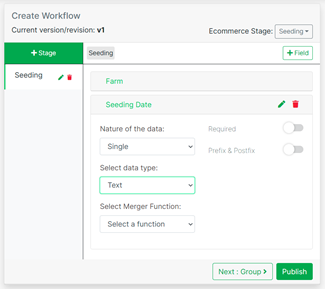 Create Workflow
Current version/revision: v1
Ecommerce Stage: Seeding
+ Stage
Seeding
+ Field
Seeding
Farm
Seeding Date
Nature of the data:
Required
Single
Prefix & Postfix
Select data type:
Text
Select Merger Function:
Select a function
Next : Group >
Publish